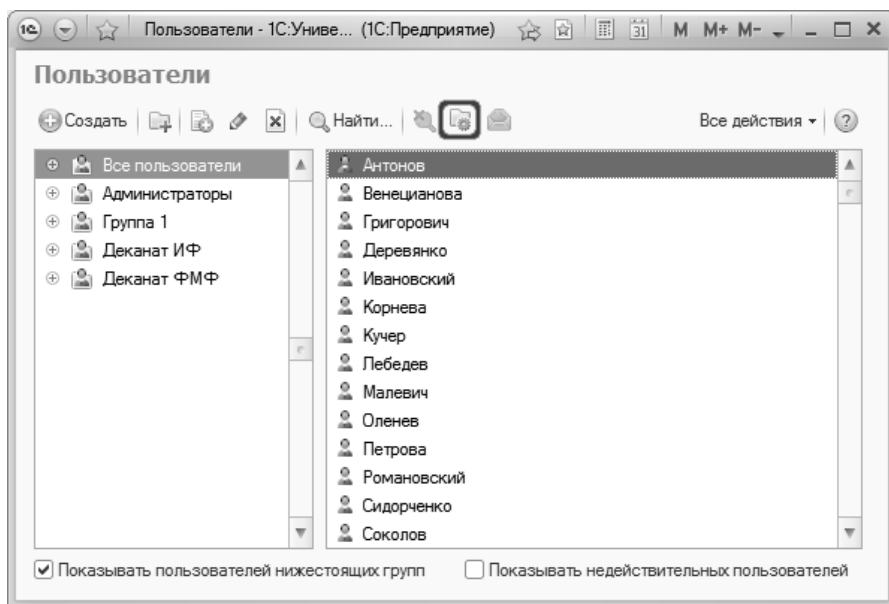 1С Пользователи - 1С:Униве... (1С:Предприятие) 31 M M+ M-
Пользователи
Создать Найти... Все действия ?
Все пользователи
Администраторы
Группа 1
Деканат ИФ
Деканат ФМФ
Антонов
Венецианова
Григорович
Деревянко
Ивановский
Корнева
Кучер
Лебедев
Малевич
Оленев
Петрова
Романовский
Сидорченко
Соколов
Показывать пользователей нижестоящих групп Показывать недействительных пользователей